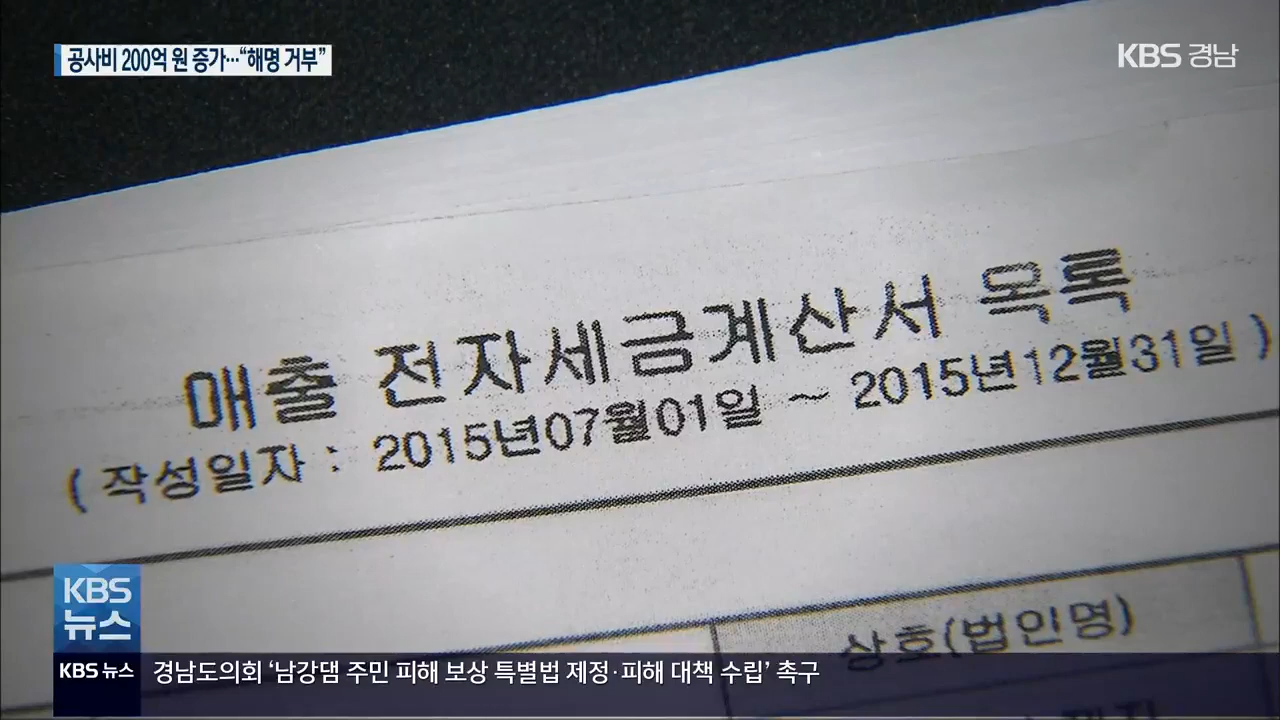 공사비 200억 원 증가…“해명 거부”
KBS 경남
매출 전자세금계산서 목록
( 작성일자 : 2015년07월01일 ~ 2015년12월31일 )
상호(법인명)
KBS
뉴스
KBS 뉴스 경남도의회 ‘남강댐 주민 피해 보상 특별법 제정·피해 대책 수립’ 촉구